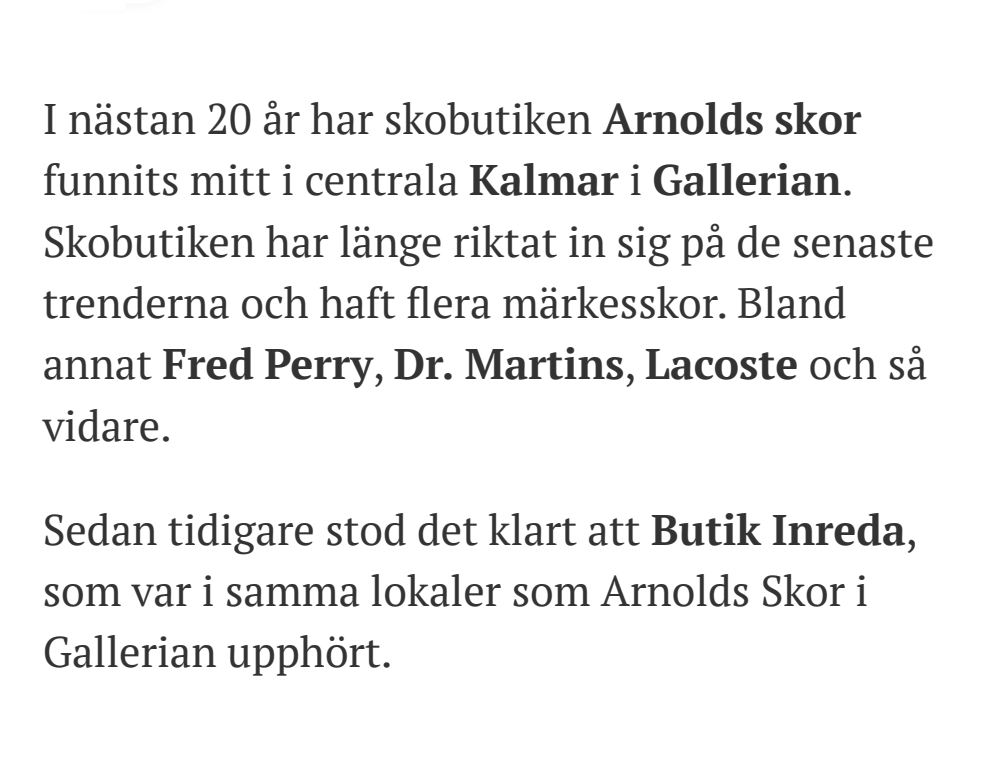 I nästan 20 år har skobutiken Arnolds skor
funnits mitt i centrala Kalmar i Gallerian.
Skobutiken har länge riktat in sig på de senaste
trenderna och haft flera märkesskor. Bland
annat Fred Perry, Dr. Martins, Lacoste och så
vidare.
Sedan tidigare stod det klart att Butik Inreda,
som var i samma lokaler som Arnolds Skor i
Gallerian upphört.